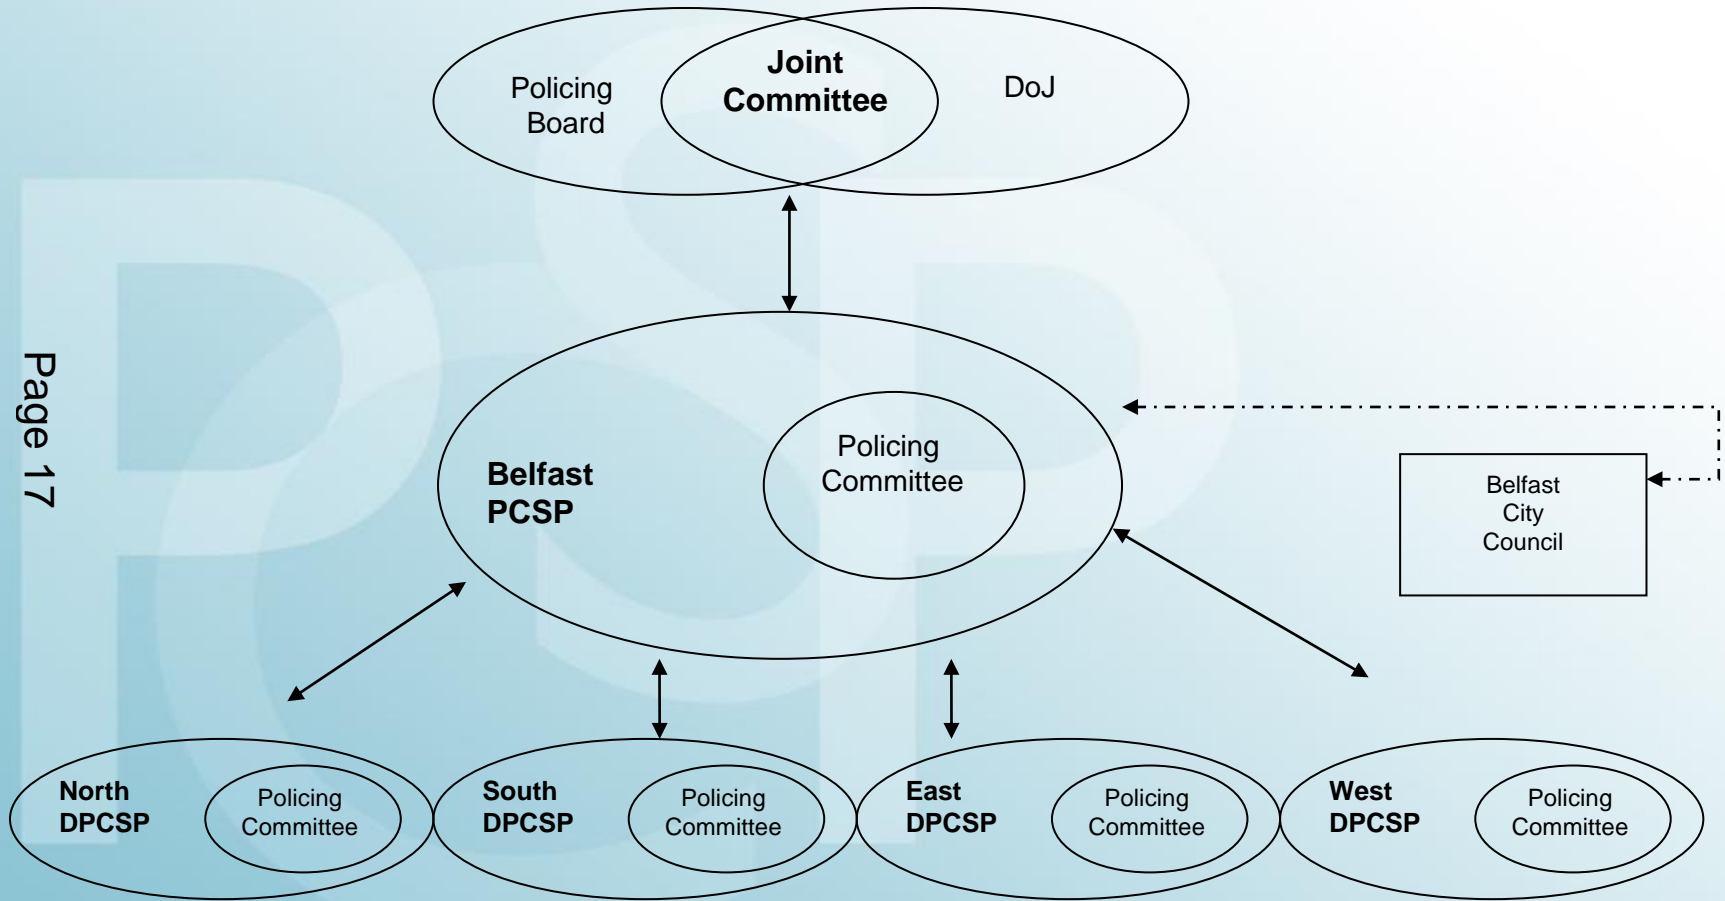 Policing
Board
Joint
Committee
DoJ
Page 17
Belfast
PCSP
Policing
Committee
Belfast
City
Council
North
DPCSP
Policing
Committee
South
DPCSP
Policing
Committee
East
DPCSP
Policing
Committee
West
DPCSP
Policing
Committee
PCSP